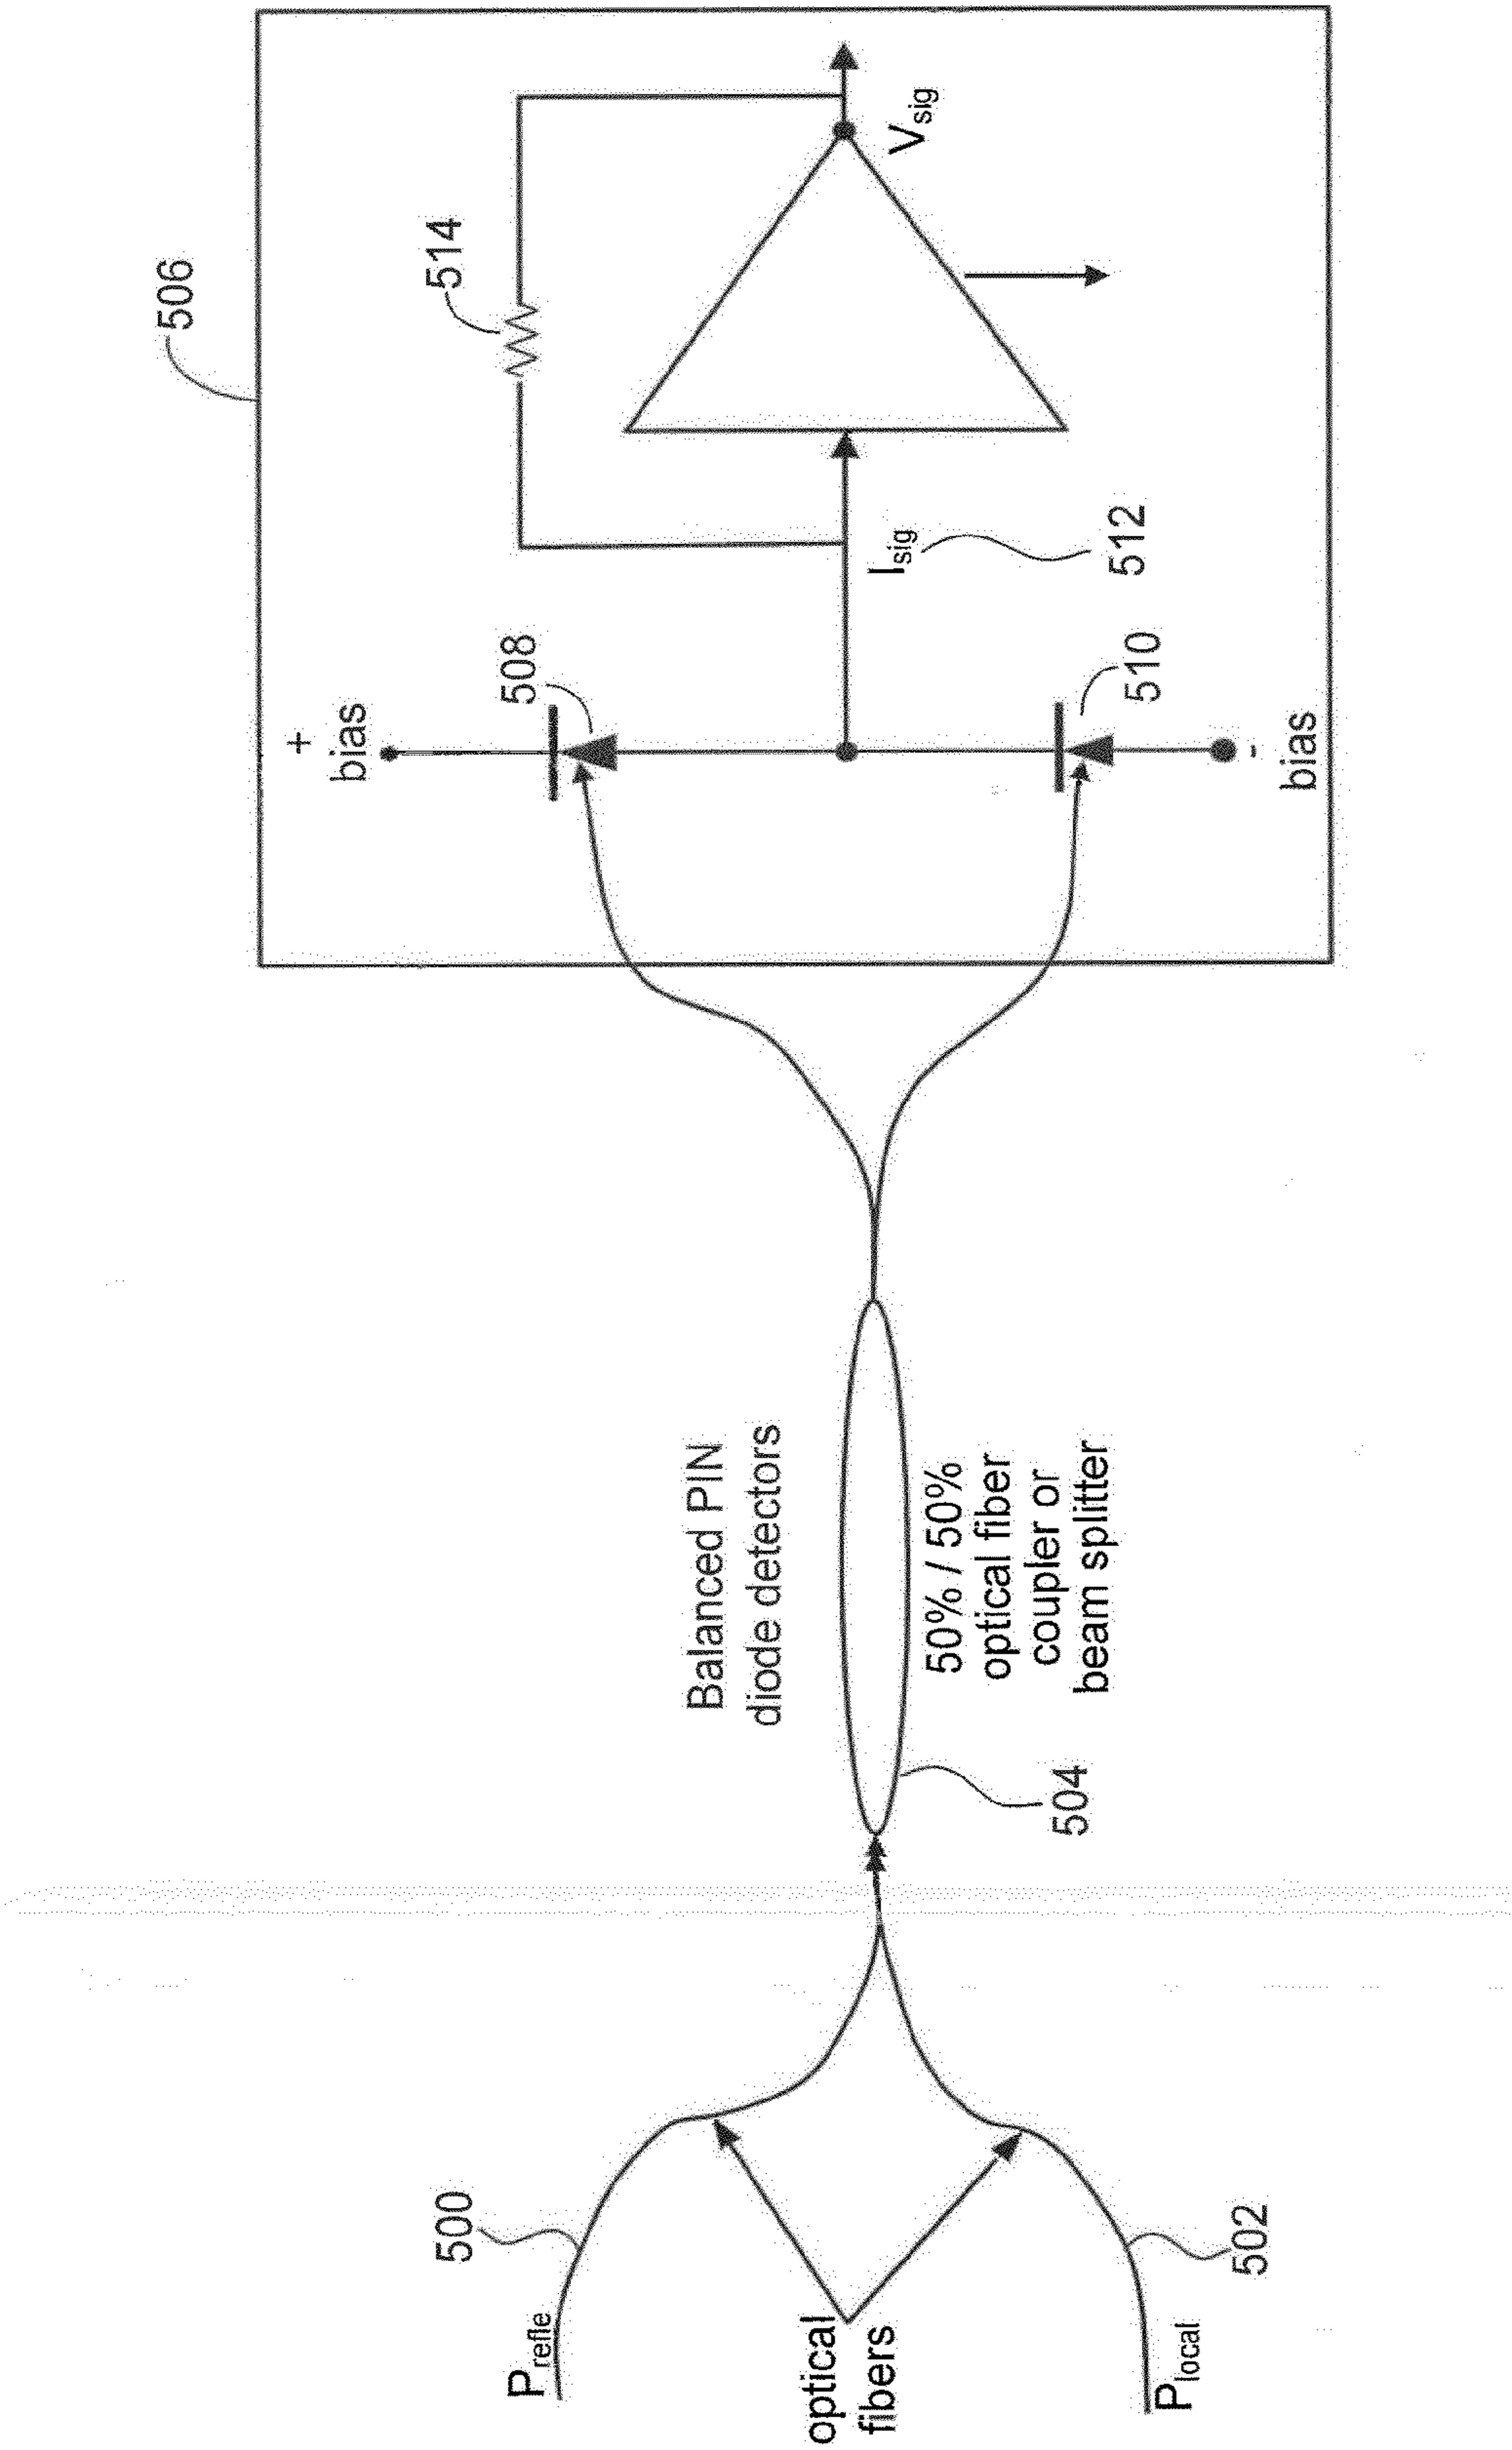 506
514
+
bias
508
V_sig
I_sig
512
510
-
bias
Balanced PIN
diode detectors
50% / 50%
optical fiber
coupler or
beam splitter
504
500
P_refle
optical
fibers
502
P_local